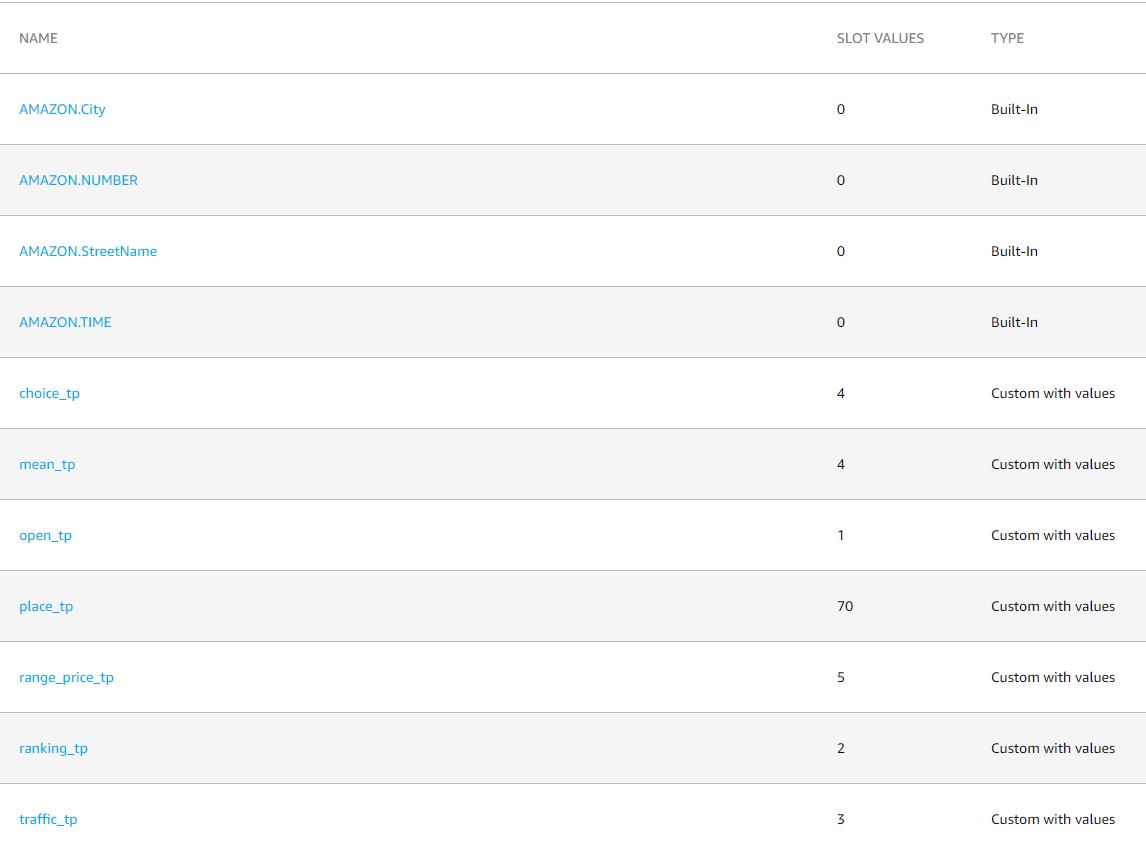 NAME SLOT VALUES TYPE
AMAZON.City 0 Built-In
AMAZON.NUMBER 0 Built-In
AMAZON.StreetName 0 Built-In
AMAZON.TIME 0 Built-In
choice_tp 4 Custom with values
mean_tp 4 Custom with values
open_tp 1 Custom with values
place_tp 70 Custom with values
range_price_tp 5 Custom with values
ranking_tp 2 Custom with values
traffic_tp 3 Custom with values